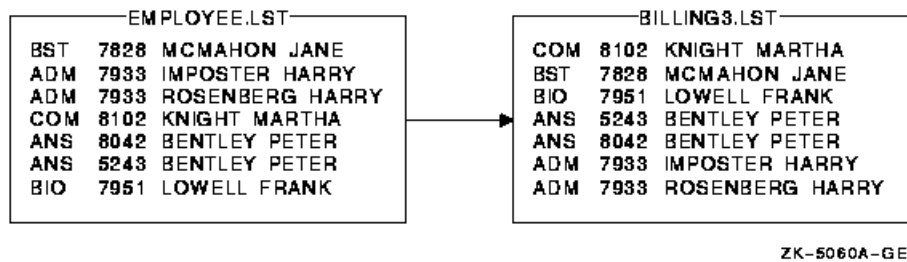 EMPLOYEE.LST
BST 7828 MCMAHON JANE
ADM 7933 IMPOSTER HARRY
ADM 7933 ROSENBERG HARRY
COM 8102 KNIGHT MARTHA
ANS 8042 BENTLEY PETER
ANS 5243 BENTLEY PETER
BIO 7951 LOWELL FRANK
BILLING3.LST
COM 8102 KNIGHT MARTHA
BST 7828 MCMAHON JANE
BIO 7951 LOWELL FRANK
ANS 5243 BENTLEY PETER
ANS 8042 BENTLEY PETER
ADM 7933 IMPOSTER HARRY
ADM 7933 ROSENBERG HARRY
ZK-5060A-GE